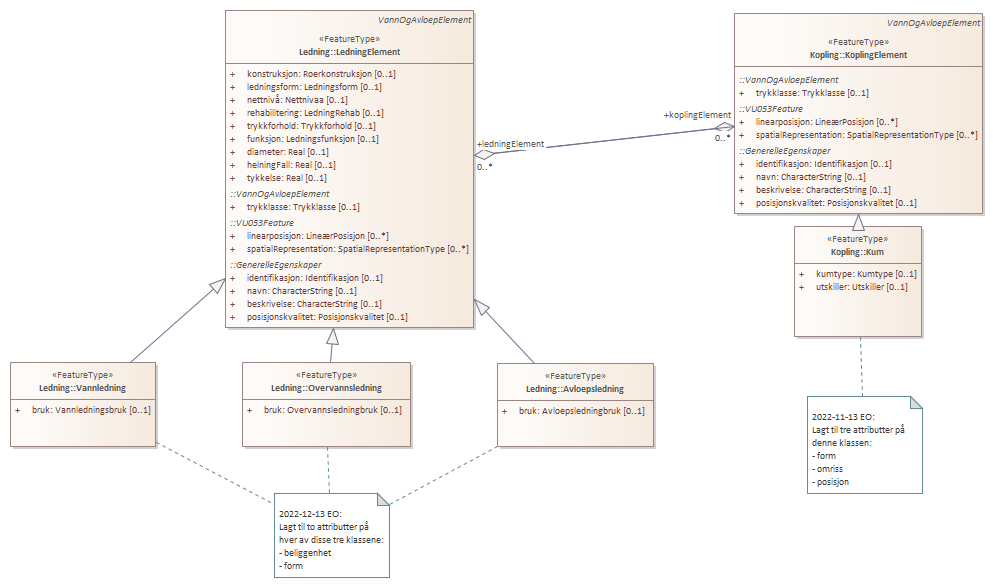 VannOgAvloepElement
«FeatureType»
Ledning::LedningElement
+ konstruksjon: Roerkonstruksjon [0..1]
+ ledningsform: Ledningsform [0..1]
+ nettnivå: Nettnivaa [0..1]
+ rehabilitering: LedningRehab [0..1]
+ trykkforhold: Trykkforhold [0..1]
+ funksjon: Ledningsfunksjon [0..1]
+ diameter: Real [0..1]
+ helningFall: Real [0..1]
+ tykkelse: Real [0..1]
::VannOgAvloepElement
+ trykklasse: Trykklasse [0..1]
::VU053Feature
+ linearposisjon: LineærPosisjon [0..*]
+ spatialRepresentation: SpatialRepresentationType [0..*]
::GenerelleEgenskaper
+ identifikasjon: Identifikasjon [0..1]
+ navn: CharacterString [0..1]
+ beskrivelse: CharacterString [0..1]
+ posisjonskvalitet: Posisjonskvalitet [0..1]
+ledningElement
0..*
+koplingElement
0..*
VannOgAvloepElement
«FeatureType»
Kopling::KoplingElement
::VannOgAvloepElement
+ trykklasse: Trykklasse [0..1]
::VU053Feature
+ linearposisjon: LineærPosisjon [0..*]
+ spatialRepresentation: SpatialRepresentationType [0..*]
::GenerelleEgenskaper
+ identifikasjon: Identifikasjon [0..1]
+ navn: CharacterString [0..1]
+ beskrivelse: CharacterString [0..1]
+ posisjonskvalitet: Posisjonskvalitet [0..1]
«FeatureType»
Kopling::Kum
+ kumtype: Kumtype [0..1]
+ utskiller: Utskiller [0..1]
«FeatureType»
Ledning::Vannledning
+ bruk: Vannledningsbruk [0..1]
«FeatureType»
Ledning::Overvannsledning
+ bruk: Overvannsledningbruk [0..1]
«FeatureType»
Ledning::Avloepsledning
+ bruk: Avloepsledningbruk [0..1]
2022-11-13 EO:
Lagt til tre attributter på
denne klassen:
- form
- omriss
- posisjon
2022-12-13 EO:
Lagt til to attributter på
hver av disse tre klassene:
- beliggenhet
- form